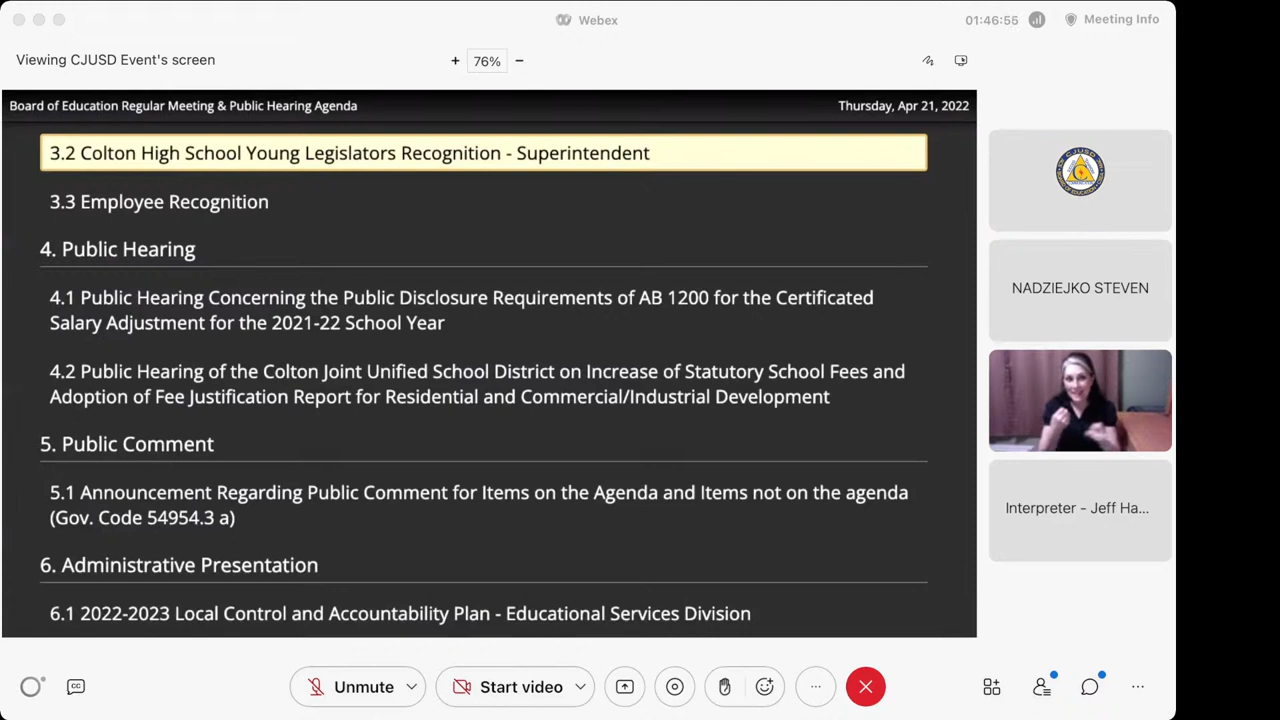 Webex
01:46:55
Meeting Info
Viewing CJUSD Event's screen
+ 76% −
Board of Education Regular Meeting & Public Hearing Agenda
Thursday, Apr 21, 2022
3.2 Colton High School Young Legislators Recognition - Superintendent
3.3 Employee Recognition
4. Public Hearing
4.1 Public Hearing Concerning the Public Disclosure Requirements of AB 1200 for the Certificated
Salary Adjustment for the 2021-22 School Year
4.2 Public Hearing of the Colton Joint Unified School District on Increase of Statutory School Fees and
Adoption of Fee Justification Report for Residential and Commercial/Industrial Development
5. Public Comment
5.1 Announcement Regarding Public Comment for Items on the Agenda and Items not on the agenda
(Gov. Code 54954.3 a)
6. Administrative Presentation
6.1 2022-2023 Local Control and Accountability Plan - Educational Services Division
NADZIEJKO STEVEN
Interpreter - Jeff Ha...
CC
Unmute
Start video